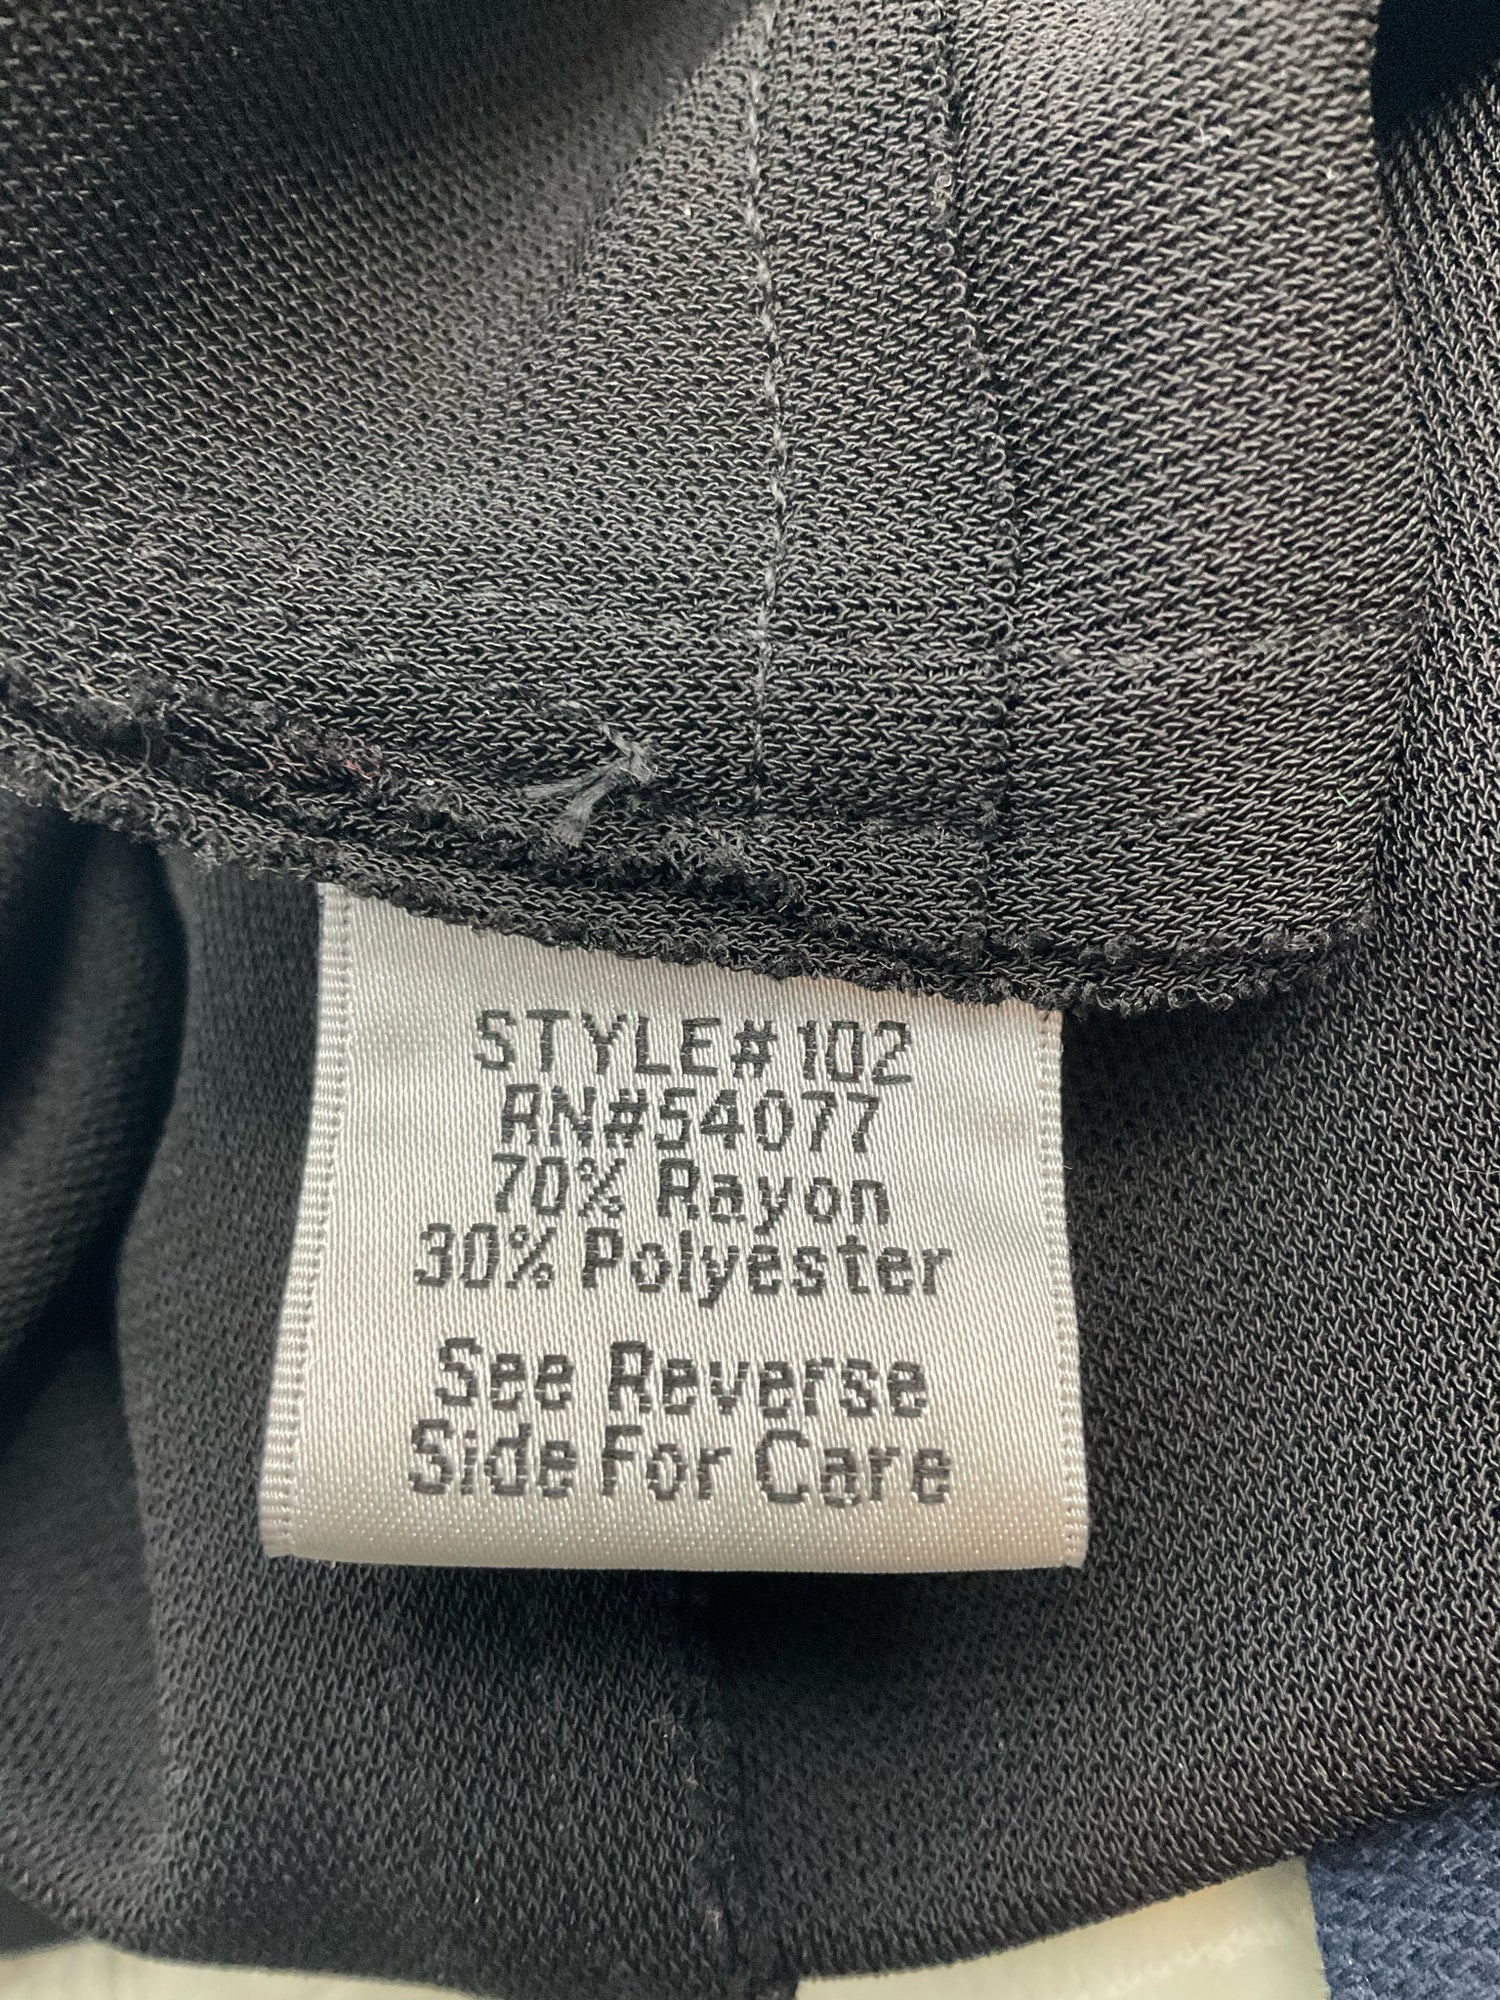 STYLE#102
RN#54077
70% Rayon
30% Polyester
See Reverse
Side For Care